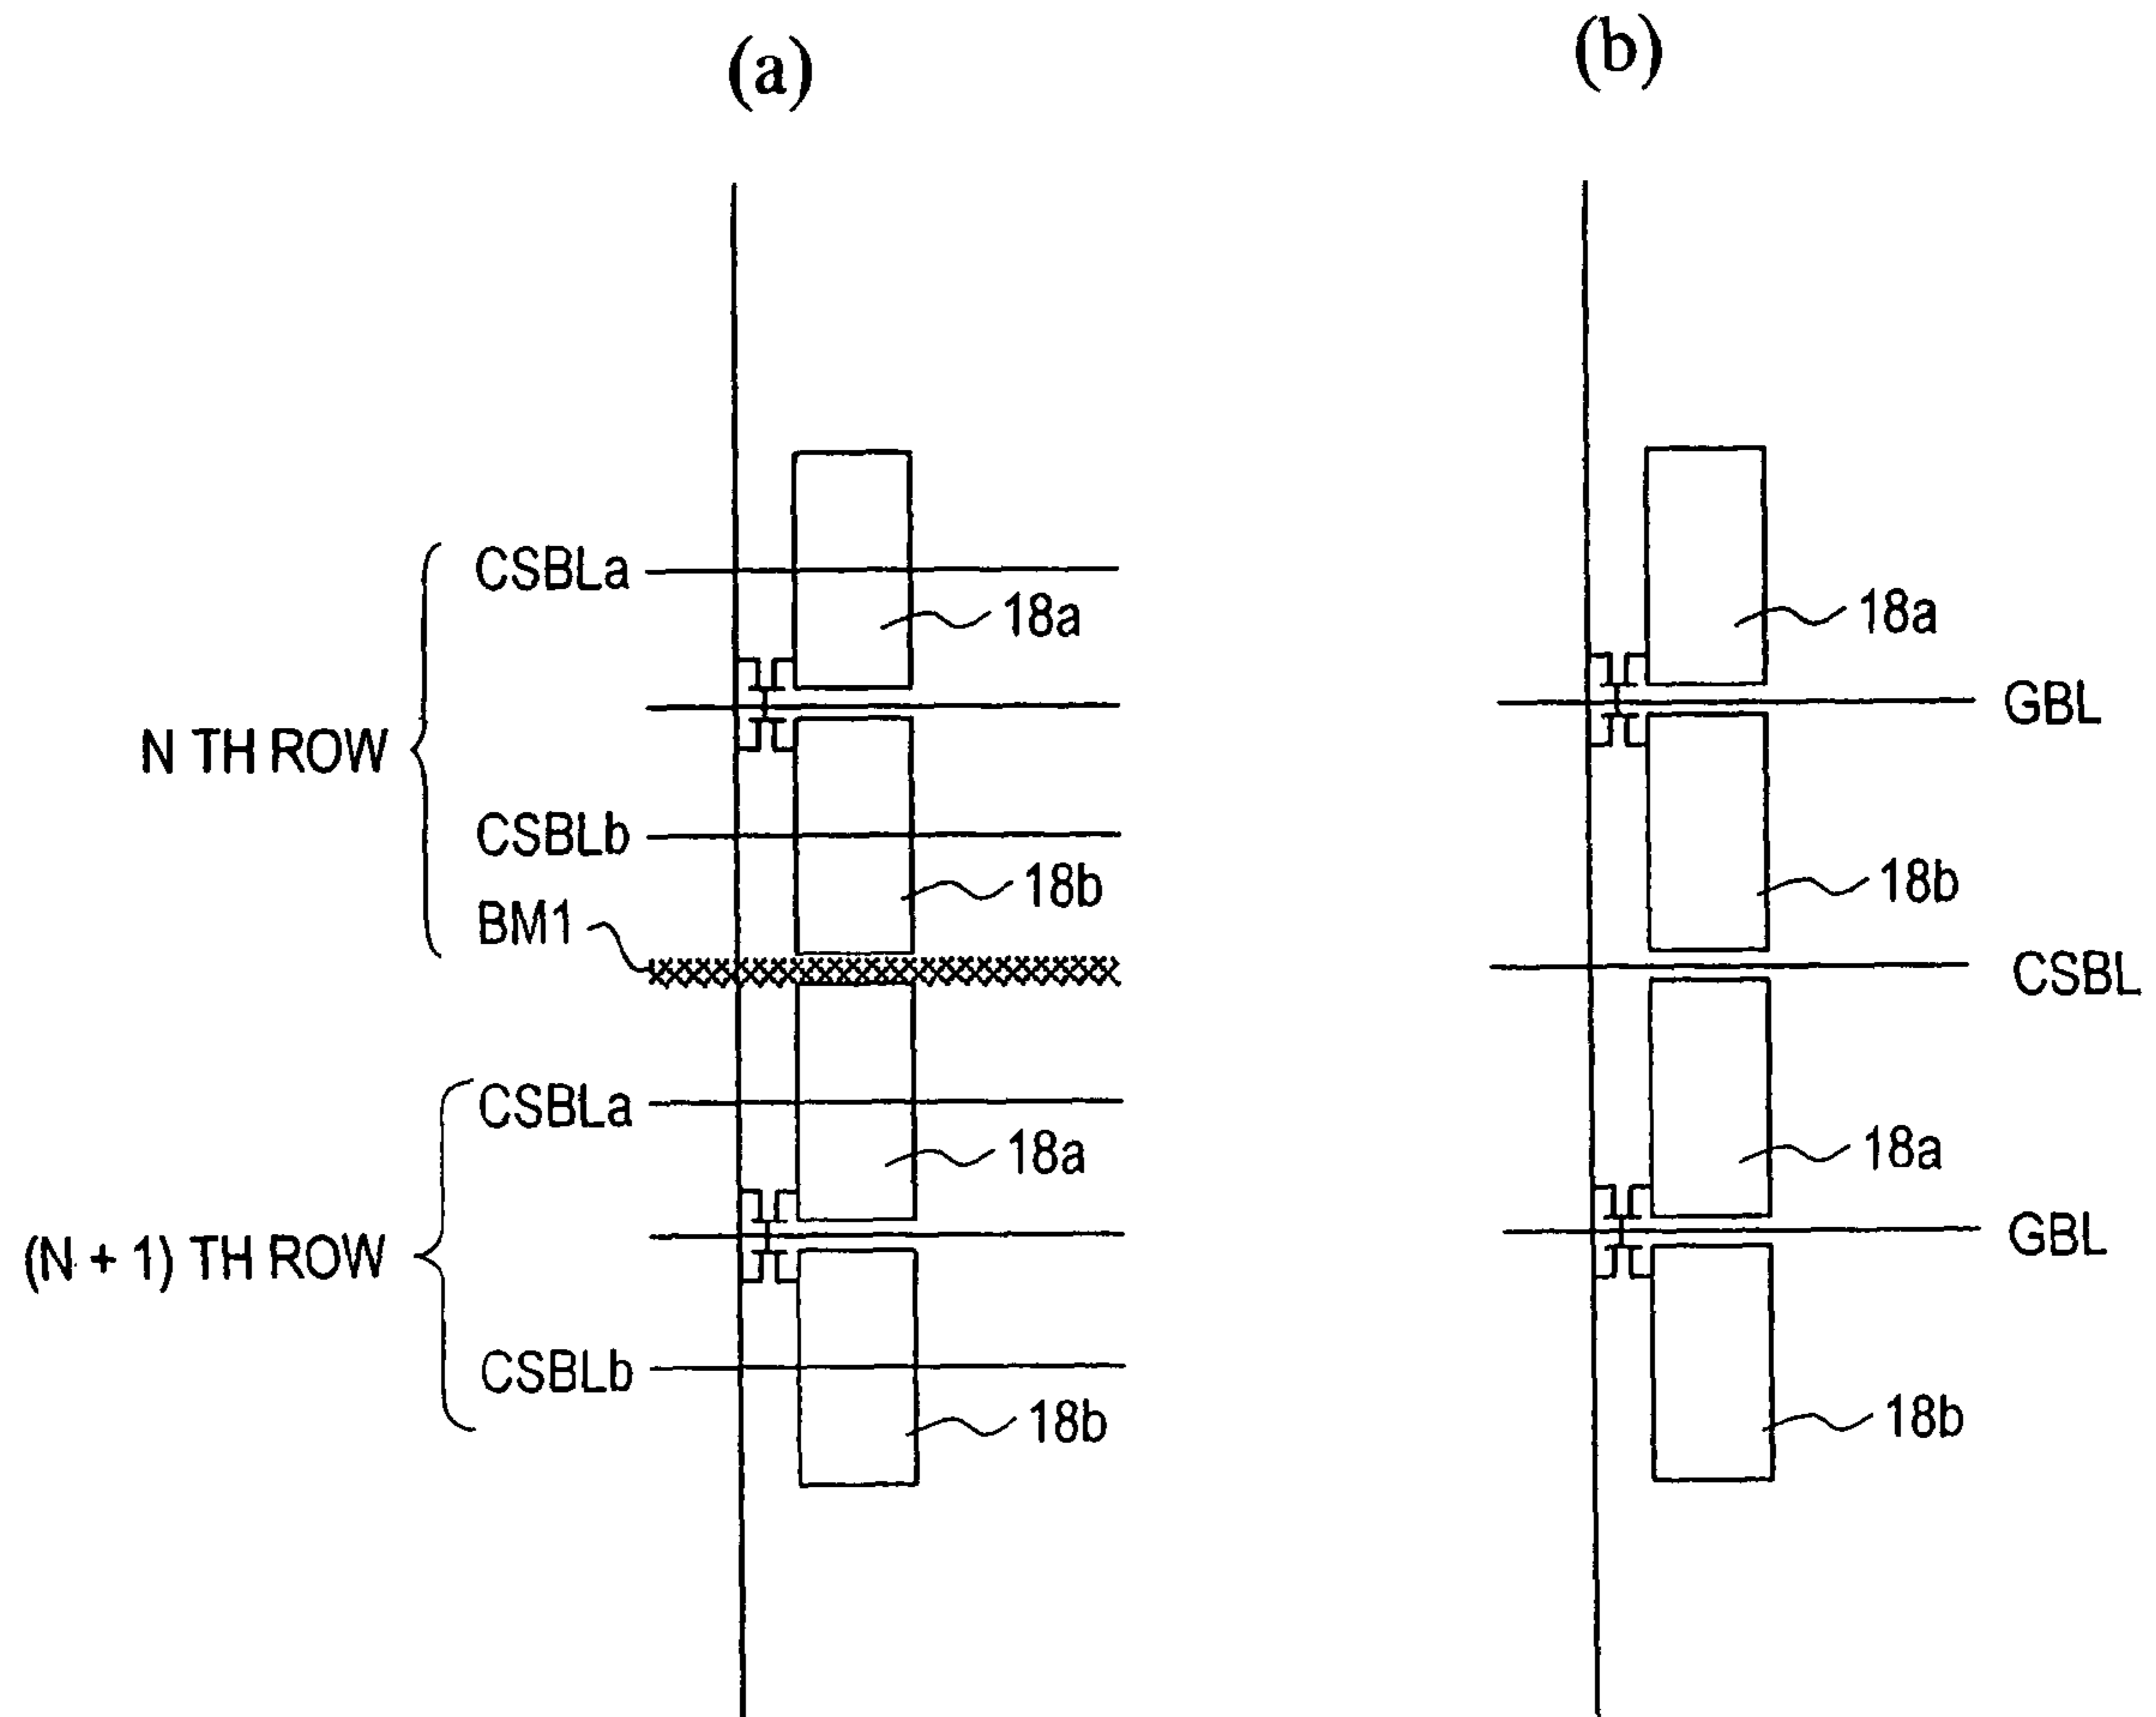 (a)
CSBLa
18a
N TH ROW
CSBLb
18b
BM1
CSBLa
18a
(N + 1) TH ROW
CSBLb
18b
(b)
18a
GBL
18b
CSBL
18a
GBL
18b